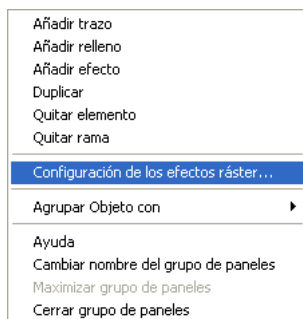 Añadir trazo
Añadir relleno
Añadir efecto
Duplicar
Quitar elemento
Quitar rama
Configuración de los efectos ráster...
Agrupar Objeto con
Ayuda
Cambiar nombre del grupo de paneles
Maximizar grupo de paneles
Cerrar grupo de paneles